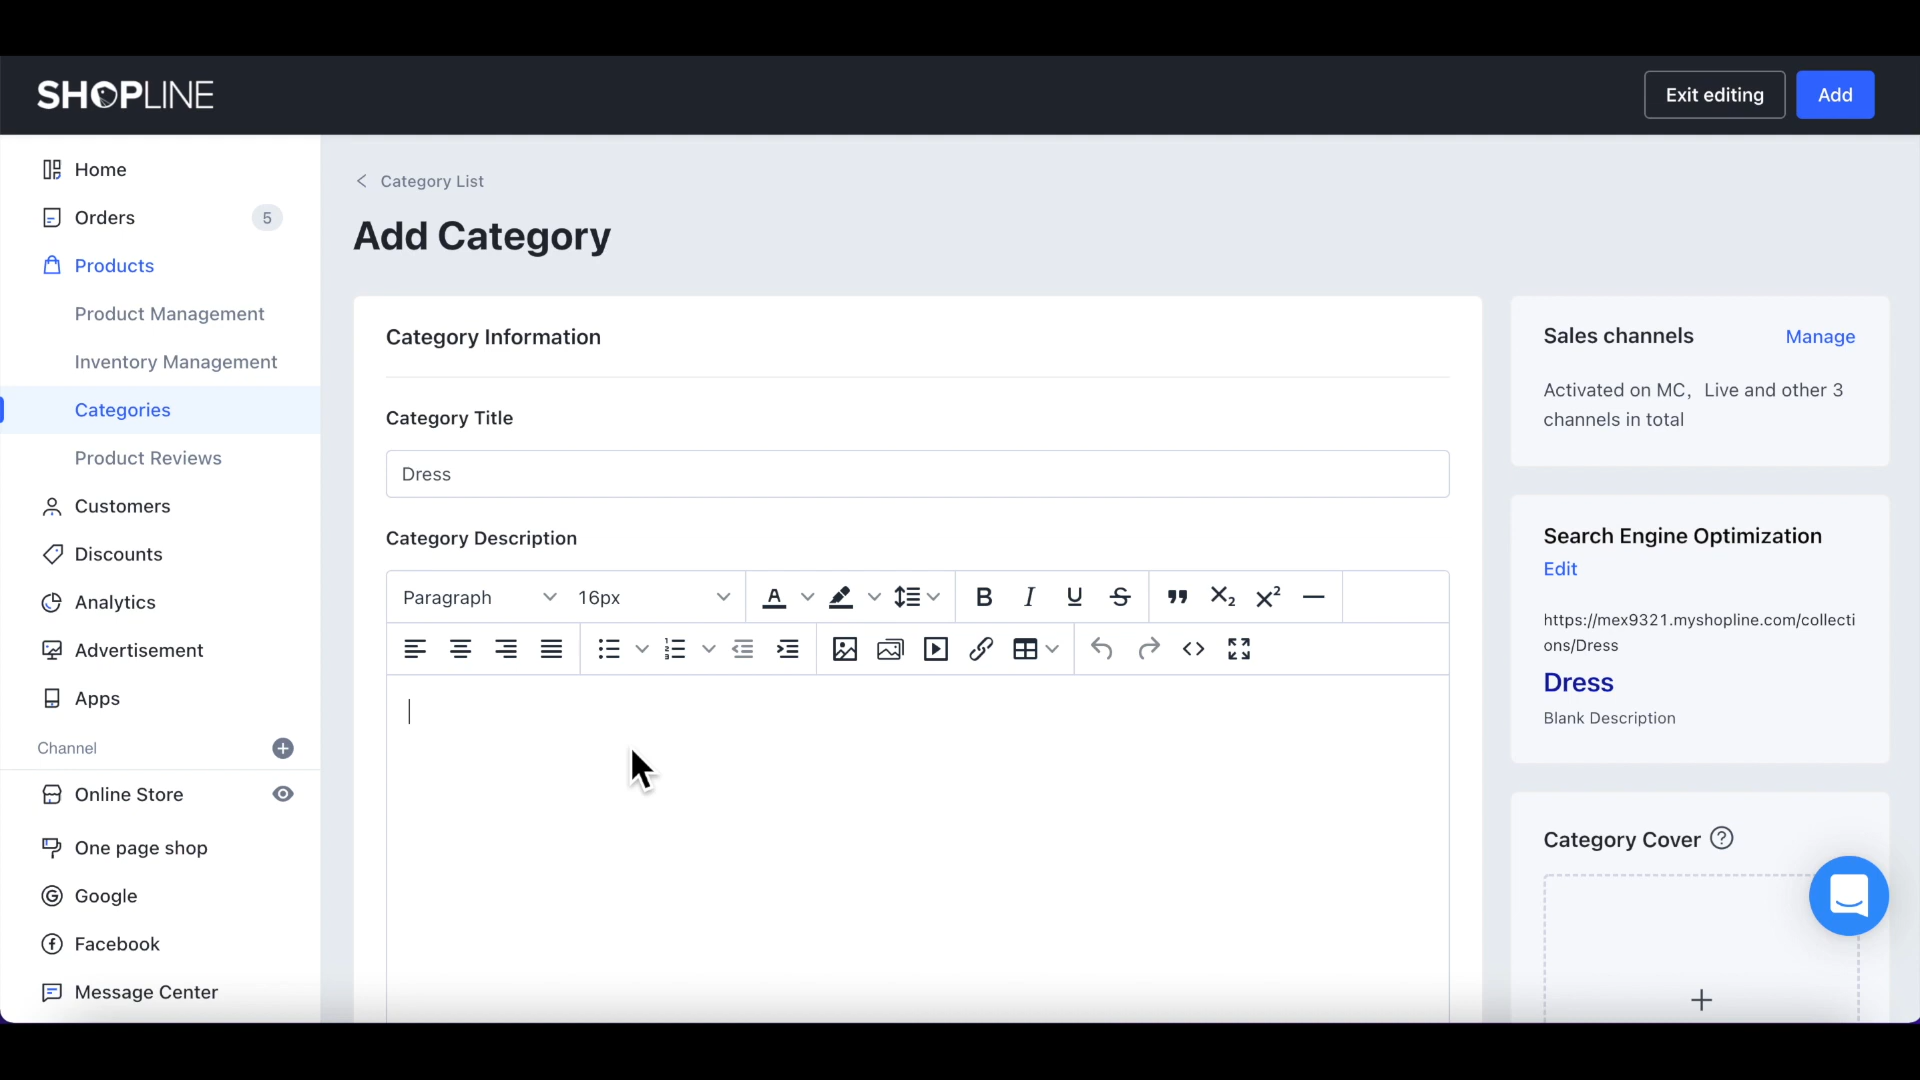 SHOPLINE
Exit editing
Add
Home
Orders
5
Products
Product Management
Inventory Management
Categories
Product Reviews
Customers
Discounts
Analytics
Advertisement
Apps
Channel
Online Store
One page shop
Google
Facebook
Message Center
Category List
Add Category
Category Information
Category Title
Dress
Category Description
Paragraph
16px
Sales channels
Manage
Activated on MC, Live and other 3
channels in total
Search Engine Optimization
Edit
https://mex9321.myshopline.com/collecti
ons/Dress
Dress
Blank Description
Category Cover